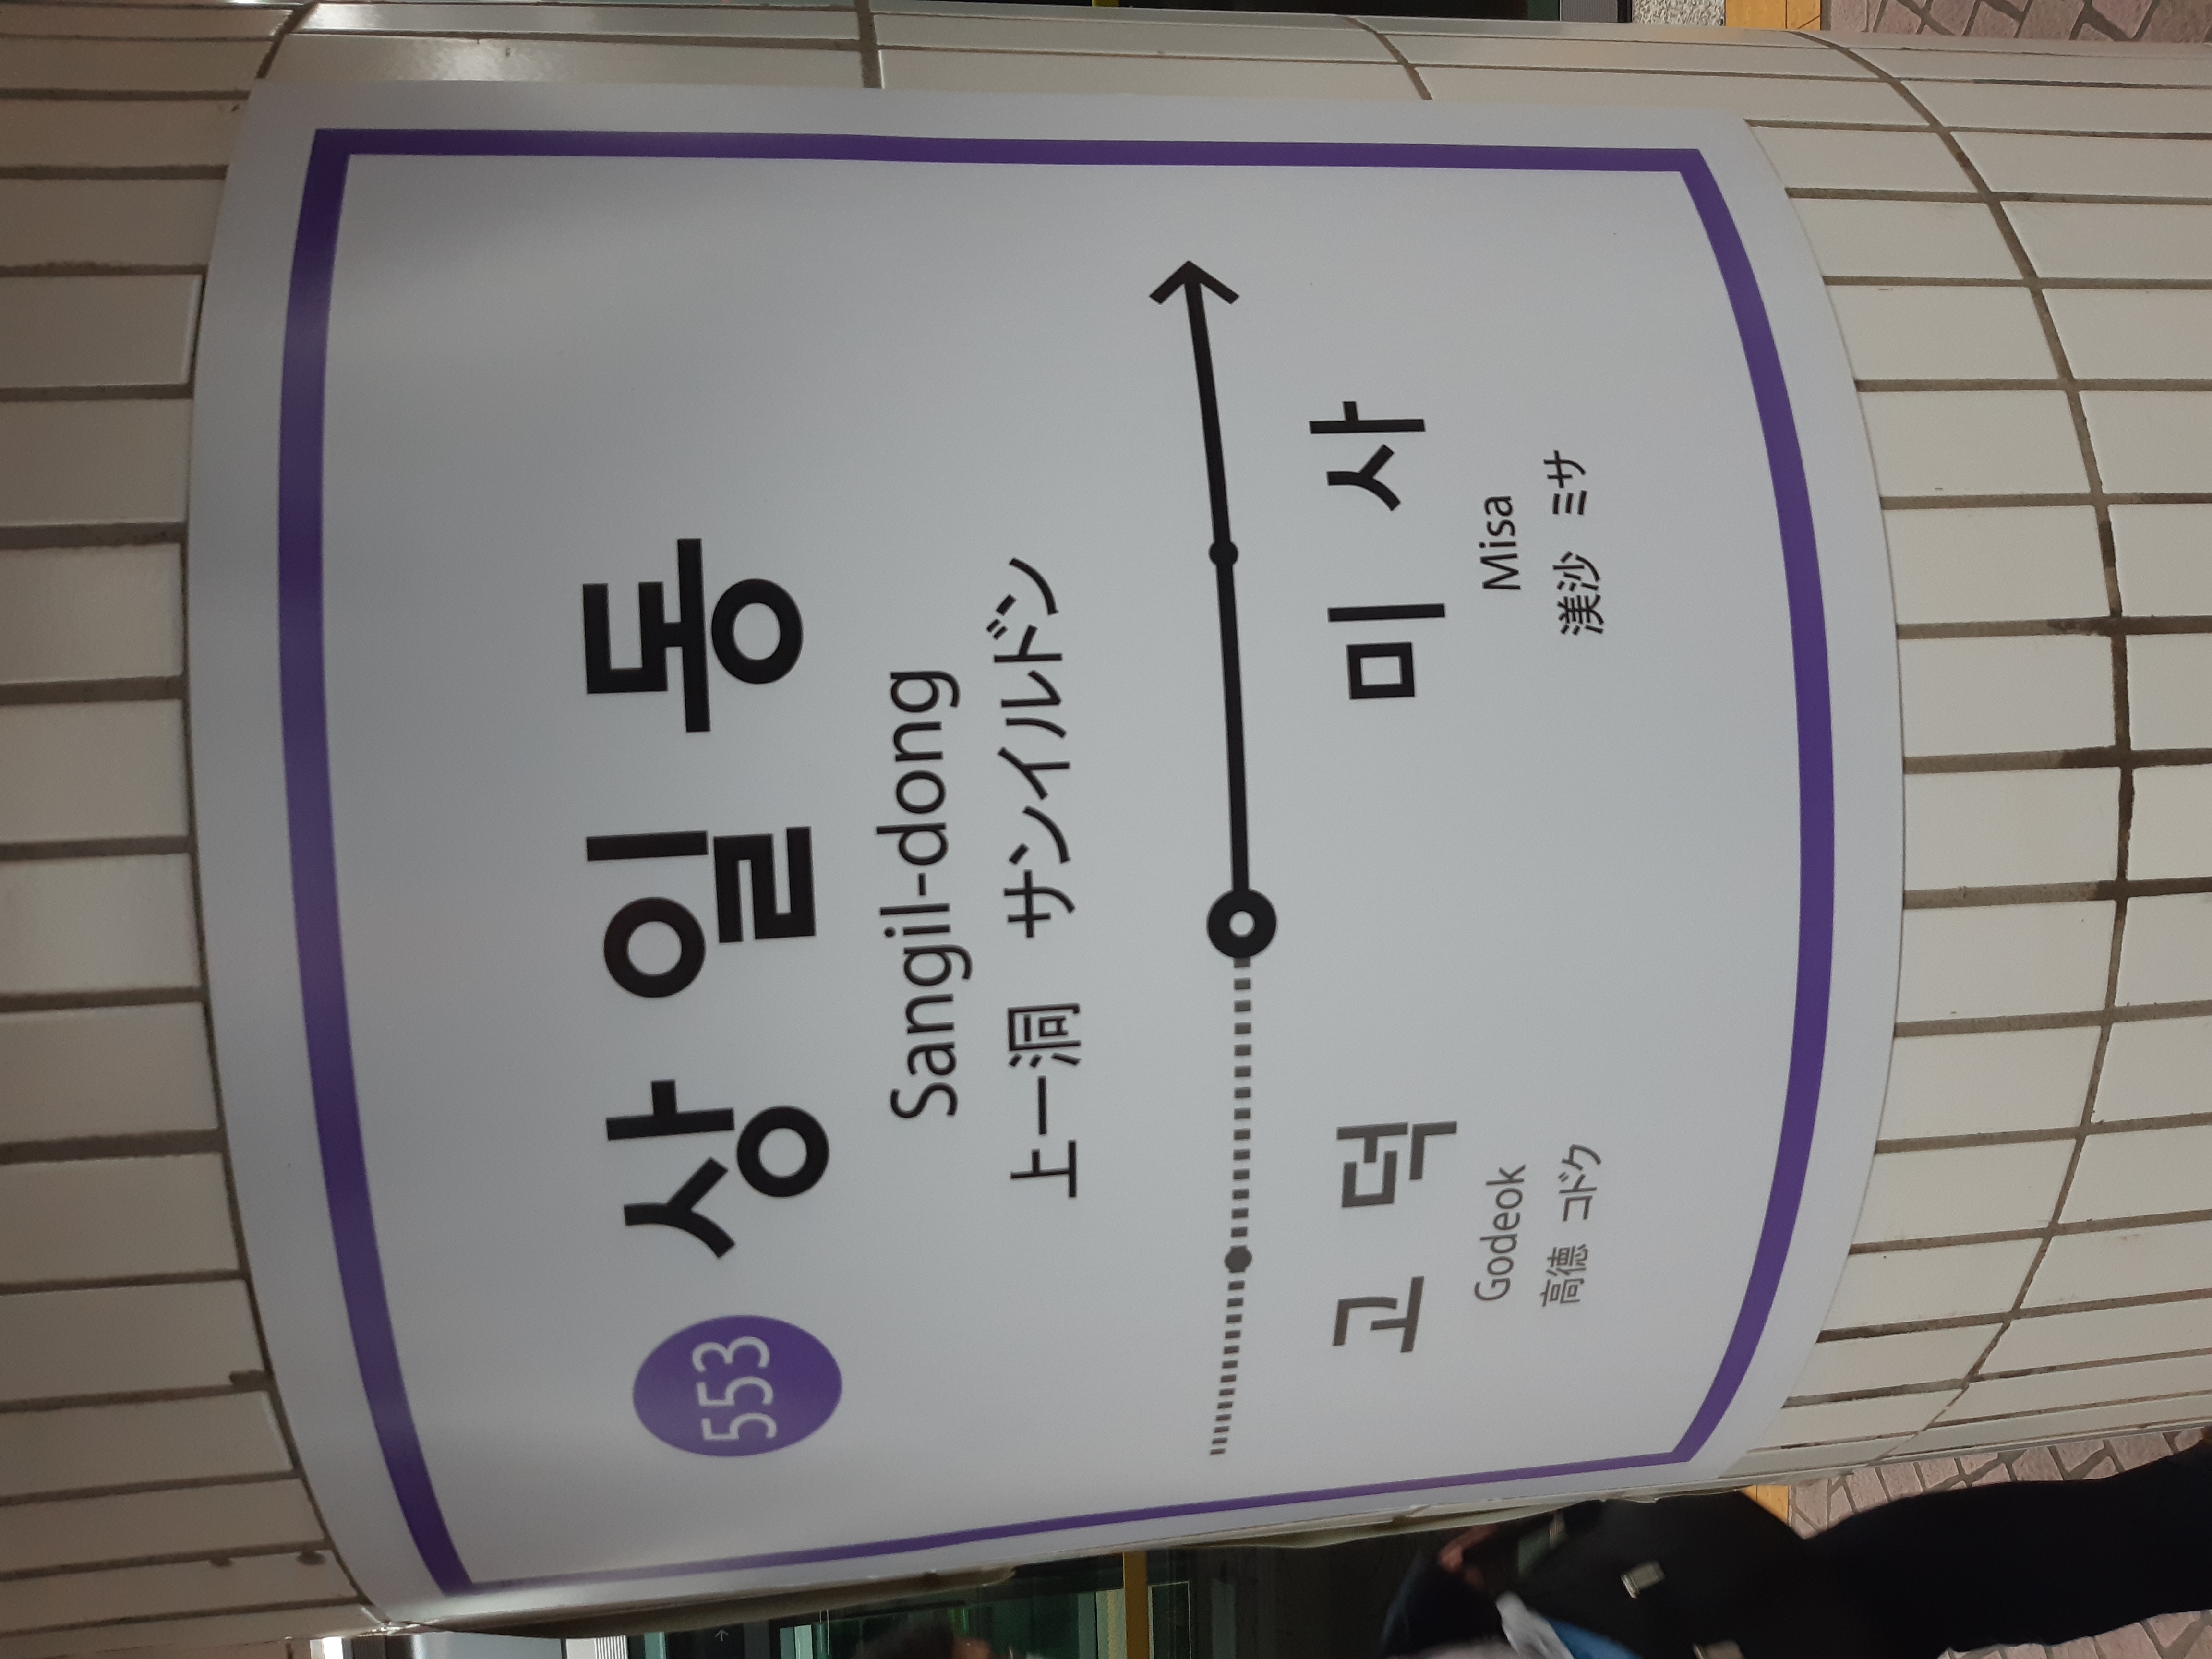 553 상일동
Sangil-dong
上一洞 サンイルドン
고덕 미사
Godeok Misa
高德 コドク 渼沙 ミサ